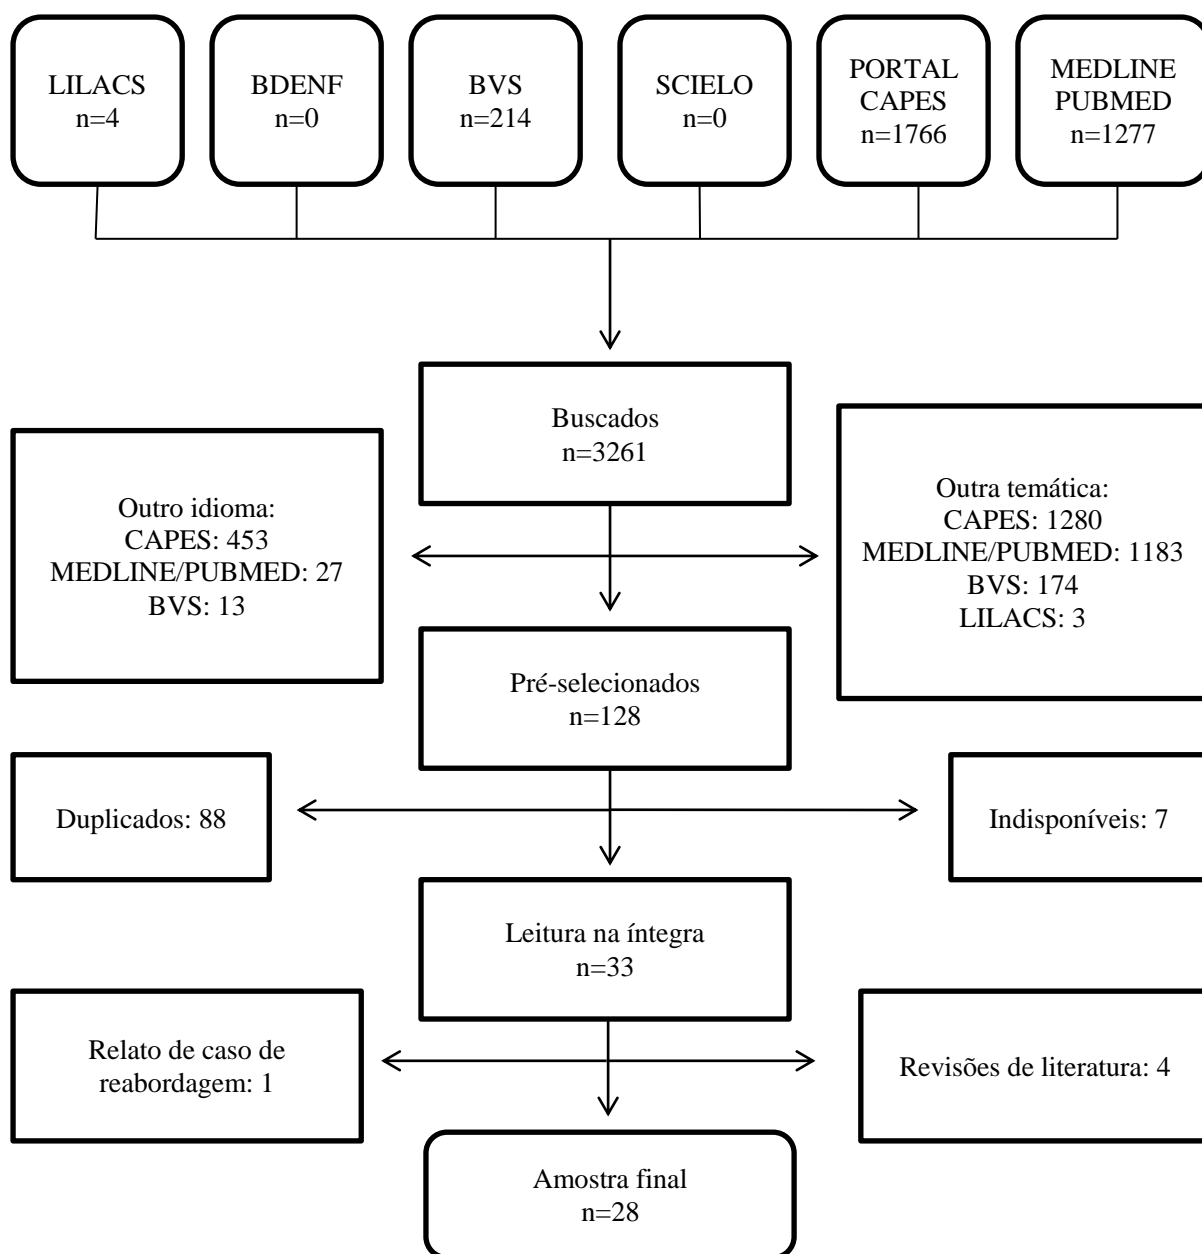 LILACS
n=4
BDENF
n=0
BVS
n=214
SCIELO
n=0
PORTAL
CAPES
n=1766
MEDLINE
PUBMED
n=1277
Buscados
n=3261
Outro idioma:
CAPES: 453
MEDLINE/PUBMED: 27
BVS: 13
Outra temática:
CAPES: 1280
MEDLINE/PUBMED: 1183
BVS: 174
LILACS: 3
Pré-selecionados
n=128
Duplicados: 88
Indisponíveis: 7
Leitura na íntegra
n=33
Relato de caso de
reabordagem: 1
Revisões de literatura: 4
Amostra final
n=28